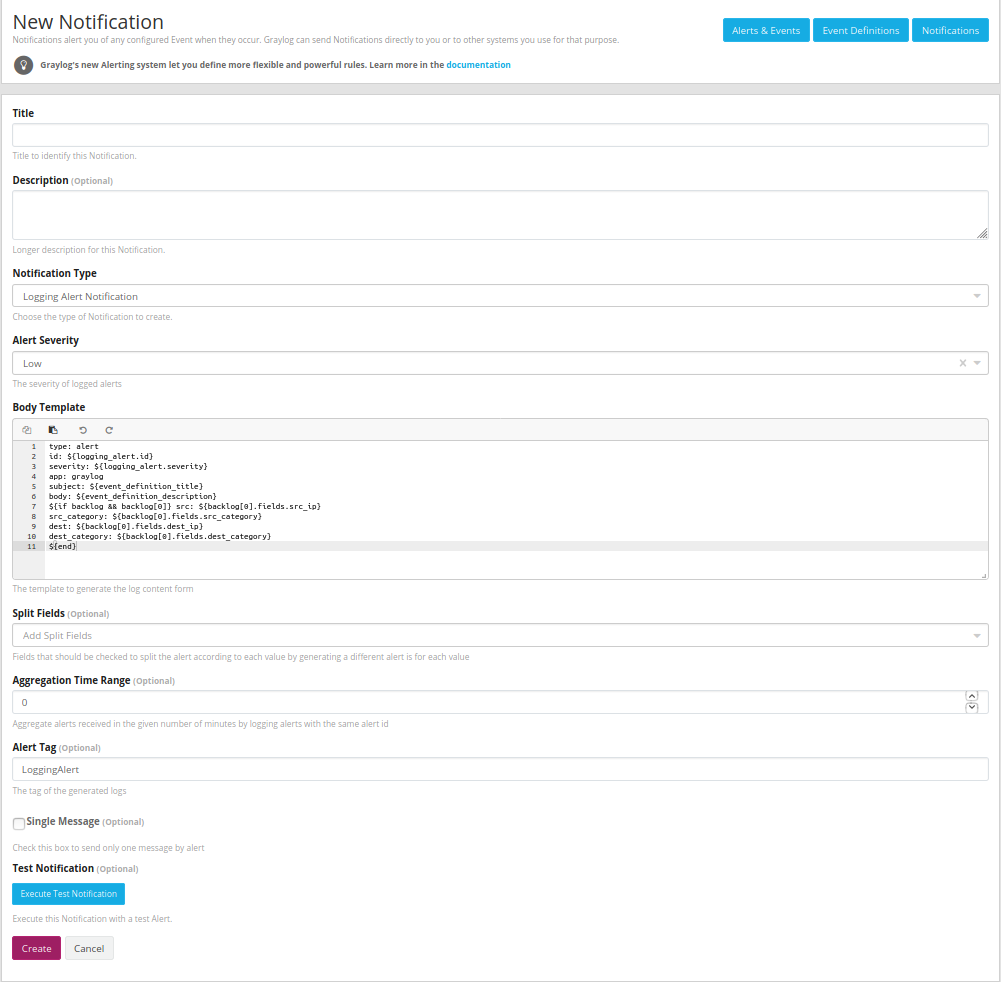 New Notification
Notifications alert you of any configured Event when they occur. Graylog can send Notifications directly to you or to other systems you use for that purpose.
Alerts & Events
Event Definitions
Notifications
Graylog's new Alerting system let you define more flexible and powerful rules. Learn more in the documentation
Title
Title to identify this Notification.
Description (Optional)
Longer description for this Notification.
Notification Type
Logging Alert Notification
Choose the type of Notification to create.
Alert Severity
Low
The severity of logged alerts
Body Template
1 type: alert
2 id: ${logging_alert.id}
3 severity: ${logging_alert.severity}
4 app: graylog
5 subject: ${event_definition_title}
6 body: ${event_definition_description}
7 ${if backlog && backlog[0]} src: ${backlog[0].fields.src_ip}
8 src_category: ${backlog[0].fields.src_category}
9 dest: ${backlog[0].fields.dest_ip}
10 dest_category: ${backlog[0].fields.dest_category}
11 ${end}
The template to generate the log content form
Split Fields (Optional)
Add Split Fields
Fields that should be checked to split the alert according to each value by generating a different alert is for each value
Aggregation Time Range (Optional)
0
Aggregate alerts received in the given number of minutes by logging alerts with the same alert id
Alert Tag (Optional)
LoggingAlert
The tag of the generated logs
Single Message (Optional)
Check this box to send only one message by alert
Test Notification (Optional)
Execute Test Notification
Execute this Notification with a test Alert.
Create
Cancel